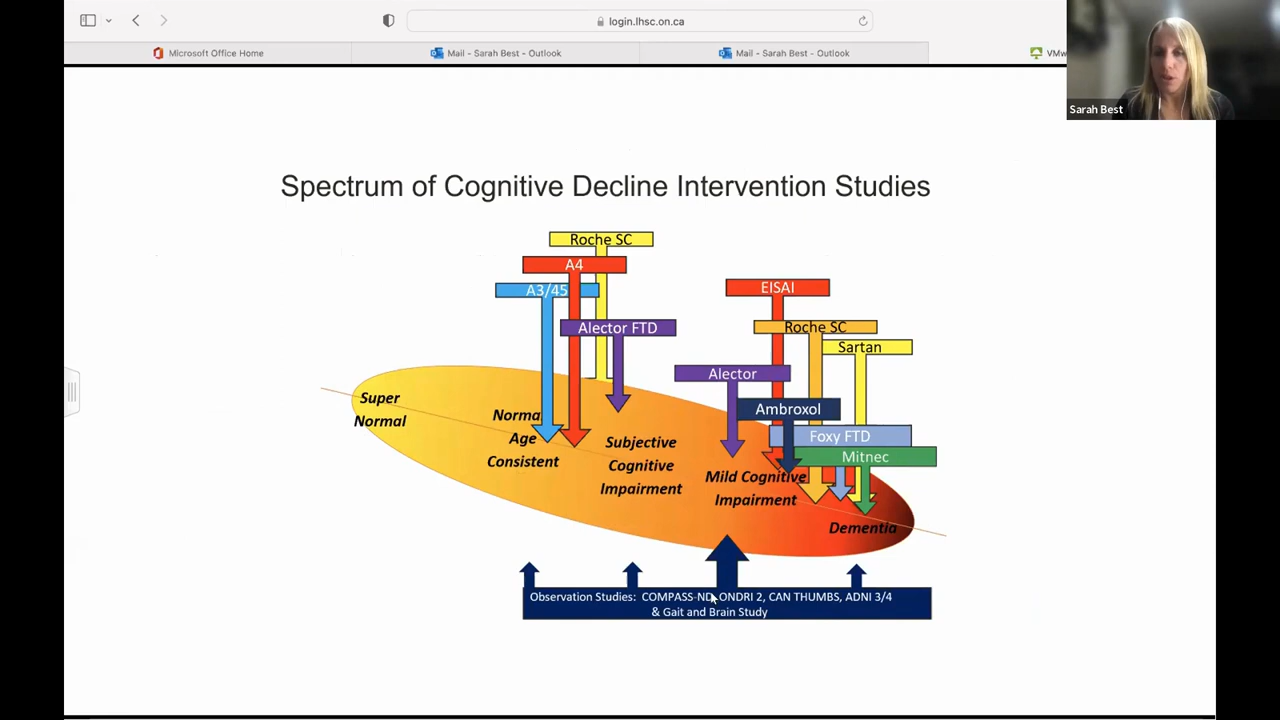 login.lhsc.on.ca
Microsoft Office Home
Mail - Sarah Best - Outlook
Mail - Sarah Best - Outlook
Sarah Best
Spectrum of Cognitive Decline Intervention Studies
Roche SC
A4
A3/45
Alector FTD
EISAI
Roche SC
Sartan
Alector
Ambroxol
Foxy FTD
Mitnec
Super
Normal
Norma
Age
Consistent
Subjective
Cognitive
Impairment
Mild Cognitive
Impairment
Dementia
Observation Studies: COMPASS-ND, ONDRI 2, CAN THUMBS, ADNI 3/4
& Gait and Brain Study